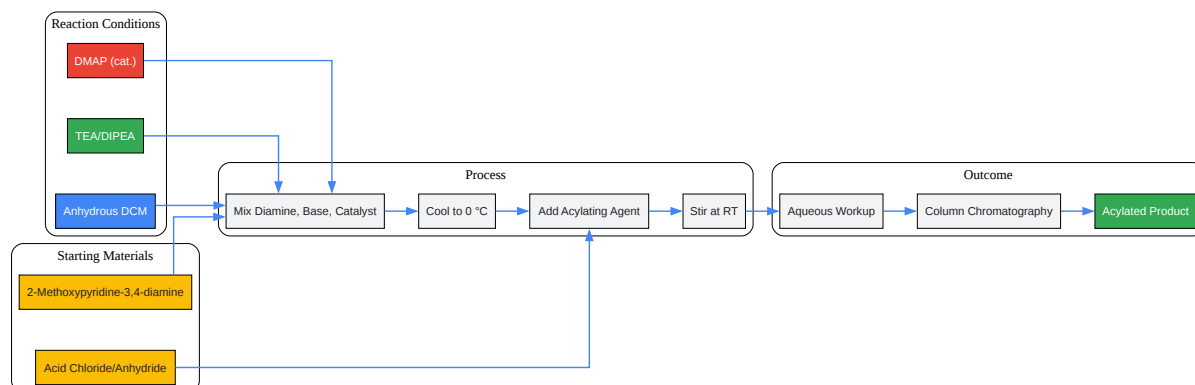 Reaction Conditions
DMAP (cat.)
TEA/DIPEA
Anhydrous DCM
Starting Materials
2-Methoxypyridine-3,4-diamine
Acid Chloride/Anhydride
Process
Mix Diamine, Base, Catalyst
Cool to 0 °C
Add Acylating Agent
Stir at RT
Outcome
Aqueous Workup
Column Chromatography
Acylated Product